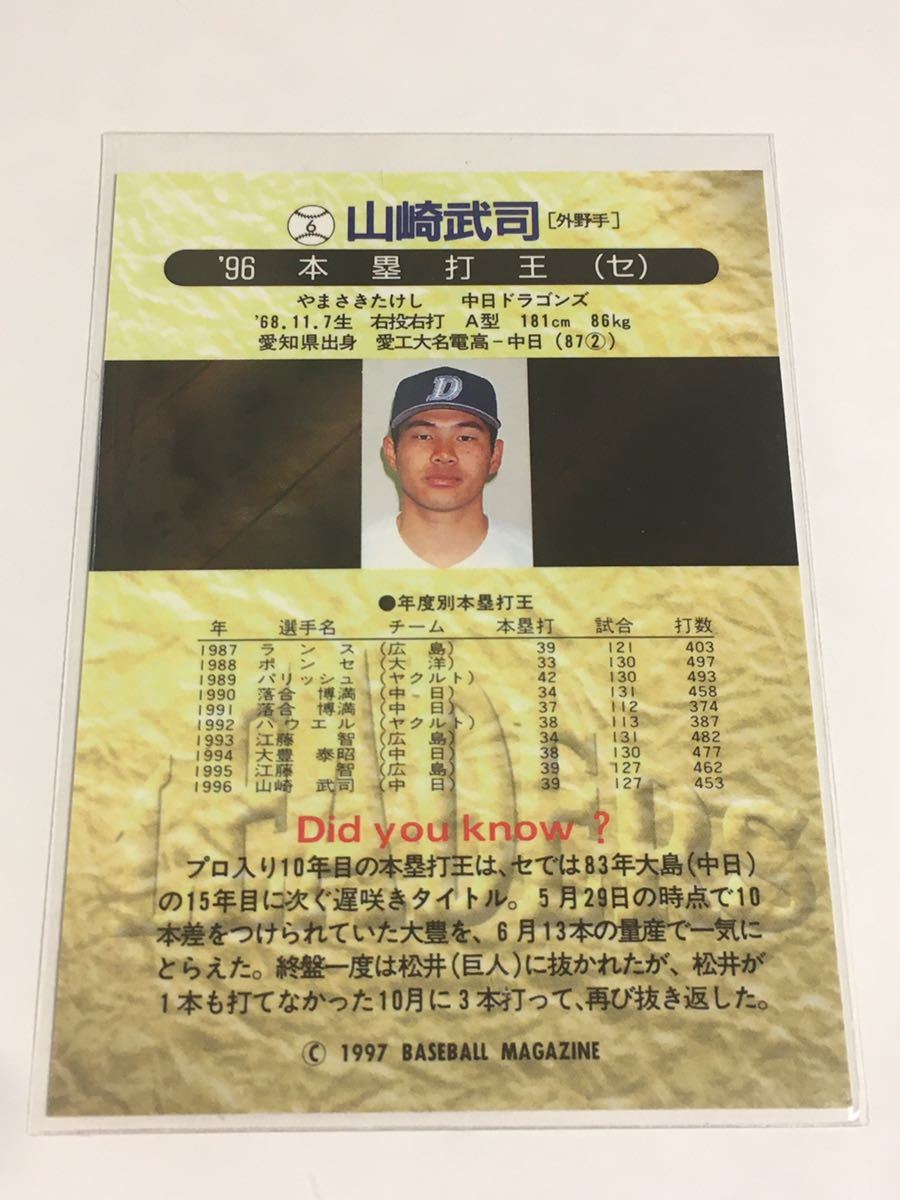 6 山崎武司［外野手］
'96 本塁打王（セ）
やまさきたけし 中日ドラゴンズ
'68.11.7生 右投右打 A型 181cm 86kg
愛知県出身 愛工大名電高－中日（87②）
D
●年度別本塁打王
年 選手名 チーム 本塁打 試合 打数
1987 ランス （広島） 39 121 403
1988 ポンセ （大洋） 33 130 497
1989 パリッシュ （ヤクルト） 42 130 493
1990 落合 博満 （中日） 34 131 458
1991 落合 博満 （中日） 37 112 374
1992 ハウエル （ヤクルト） 38 113 387
1993 江藤 智 （広島） 34 131 482
1994 大豊 泰昭 （中日） 38 130 477
1995 江藤 智 （広島） 39 127 462
1996 山崎 武司 （中日） 39 127 453
Did you know ?
プロ入り10年目の本塁打王は、セでは83年大島（中日）
の15年目に次ぐ遅咲きタイトル。５月29日の時点で10
本差をつけられていた大豊を、６月13本の量産で一気に
とらえた。終盤一度は松井（巨人）に抜かれたが、松井が
１本も打てなかった10月に３本打って、再び抜き返した。
© 1997 BASEBALL MAGAZINE